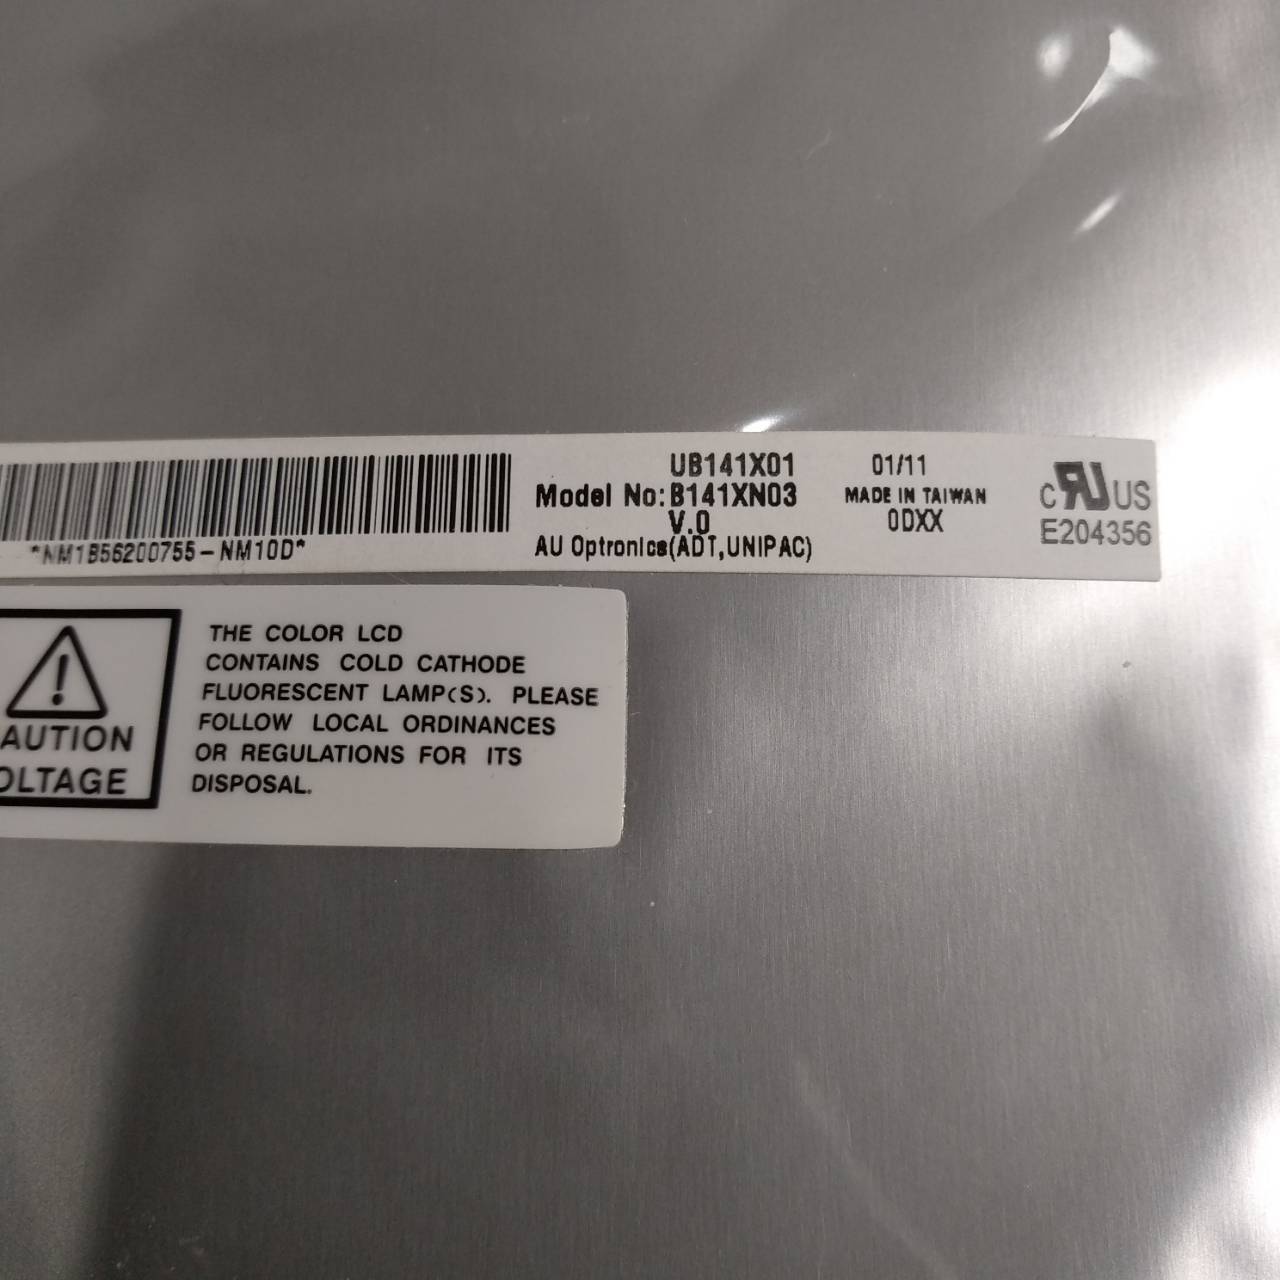 UB141X01
Model No:B141XN03
V.0
AU Optronics(ADT,UNIPAC)
01/11
MADE IN TAIWAN
0DXX
c RU US
E204356
*NM1B56200755-NM10D*
AUTION
OLTAGE
THE COLOR LCD
CONTAINS COLD CATHODE
FLUORESCENT LAMP(S). PLEASE
FOLLOW LOCAL ORDINANCES
OR REGULATIONS FOR ITS
DISPOSAL.